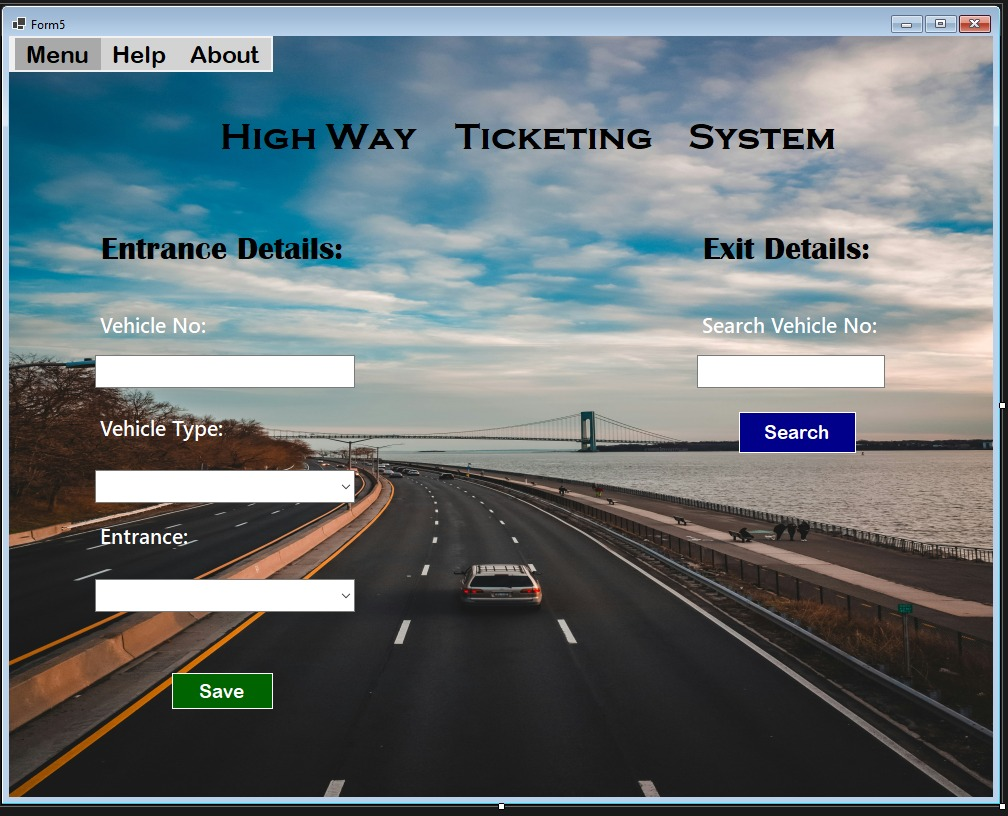 Form5
Menu Help About
High Way Ticketing System
Entrance Details:
Vehicle No:
Vehicle Type:
Entrance:
Save
Exit Details:
Search Vehicle No:
Search